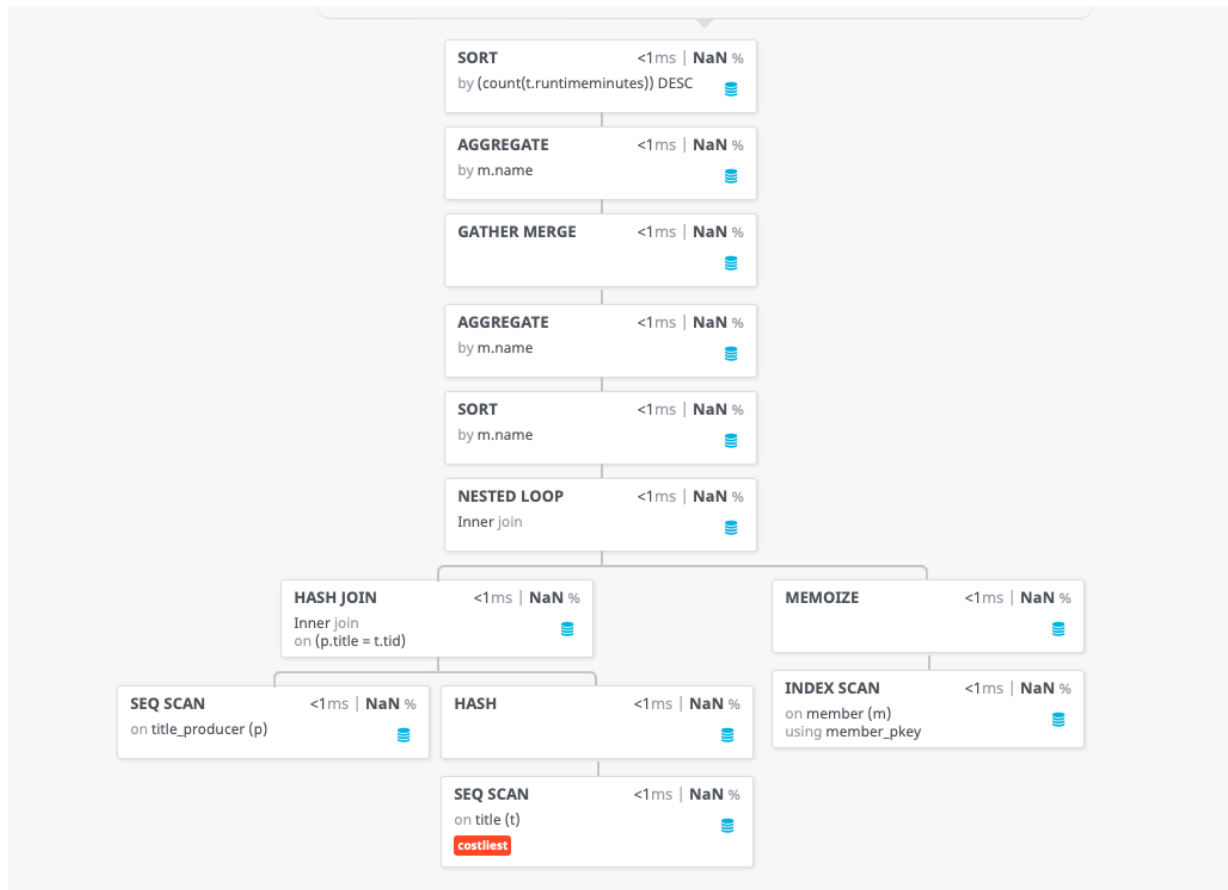 SORT <1ms | NaN %
by (count(t.runtimeminutes)) DESC
AGGREGATE <1ms | NaN %
by m.name
GATHER MERGE <1ms | NaN %
AGGREGATE <1ms | NaN %
by m.name
SORT <1ms | NaN %
by m.name
NESTED LOOP <1ms | NaN %
Inner join
HASH JOIN <1ms | NaN %
Inner join
on (p.title = t.tid)
MEMOIZE <1ms | NaN %
SEQ SCAN <1ms | NaN %
on title_producer (p)
HASH <1ms | NaN %
INDEX SCAN <1ms | NaN %
on member (m)
using member_pkey
SEQ SCAN <1ms | NaN %
on title (t)
costliest